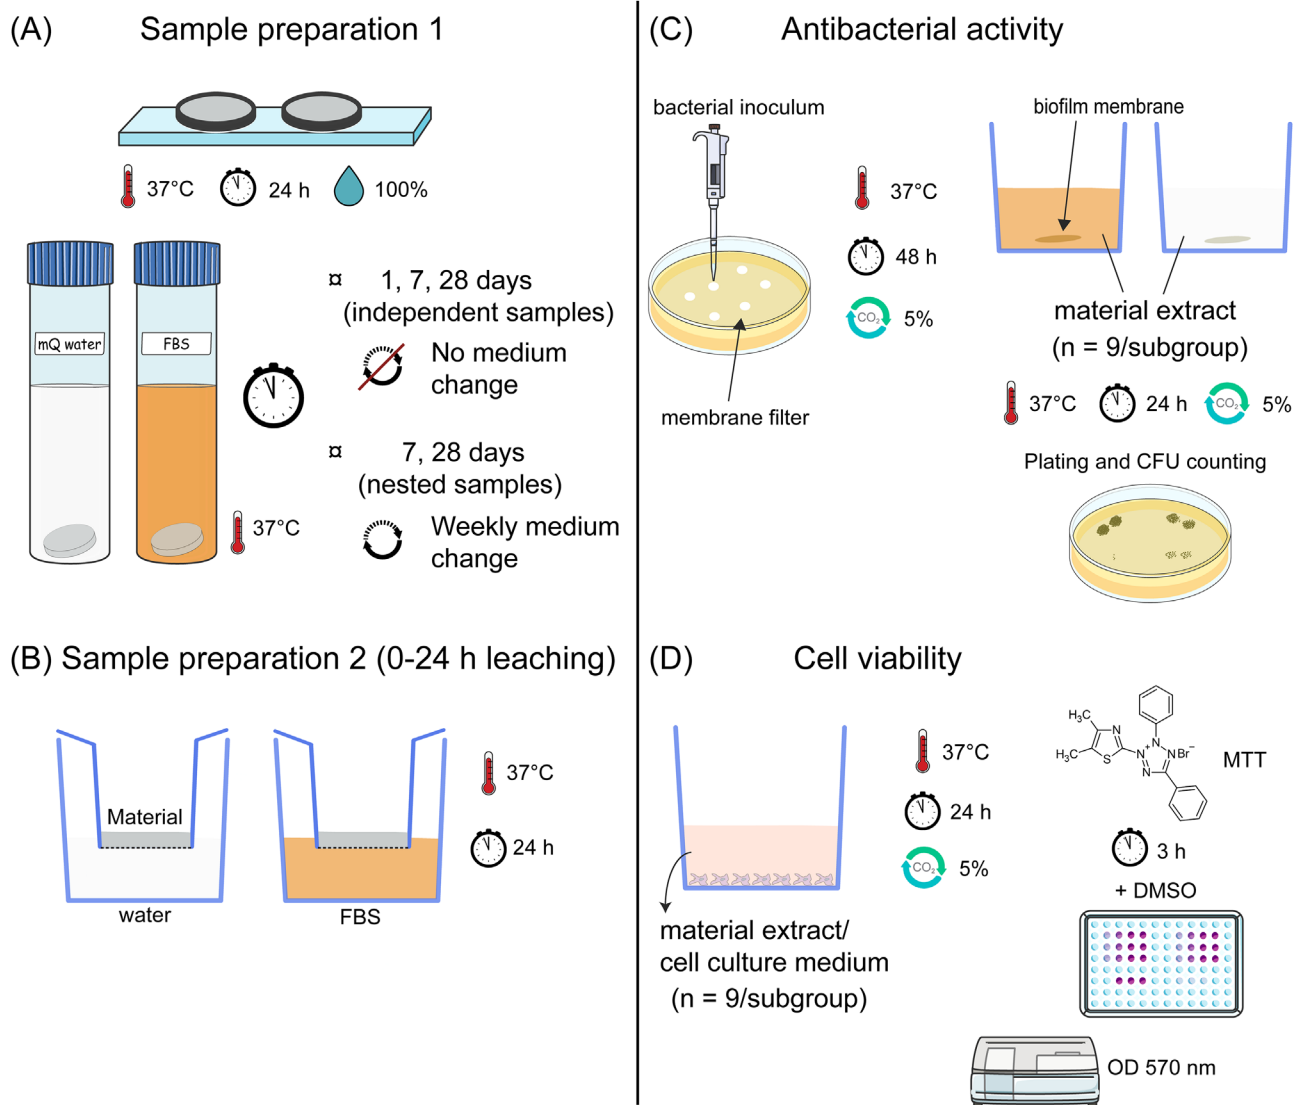 (A) Sample preparation 1
37°C 24 h 100%
mQ water FBS
¤ 1, 7, 28 days
(independent samples)
No medium
change
¤ 7, 28 days
(nested samples)
Weekly medium
change
37°C
(B) Sample preparation 2 (0-24 h leaching)
Material
37°C
24 h
water FBS
(C) Antibacterial activity
bacterial inoculum
37°C
48 h
CO₂ 5%
membrane filter
biofilm membrane
material extract
(n = 9/subgroup)
37°C 24 h CO₂ 5%
Plating and CFU counting
(D) Cell viability
37°C
24 h
CO₂ 5%
material extract/
cell culture medium
(n = 9/subgroup)
H₃C
N
N
H₃C
S
N
+
N
Br⁻
N
N
MTT
3 h
+ DMSO
OD 570 nm